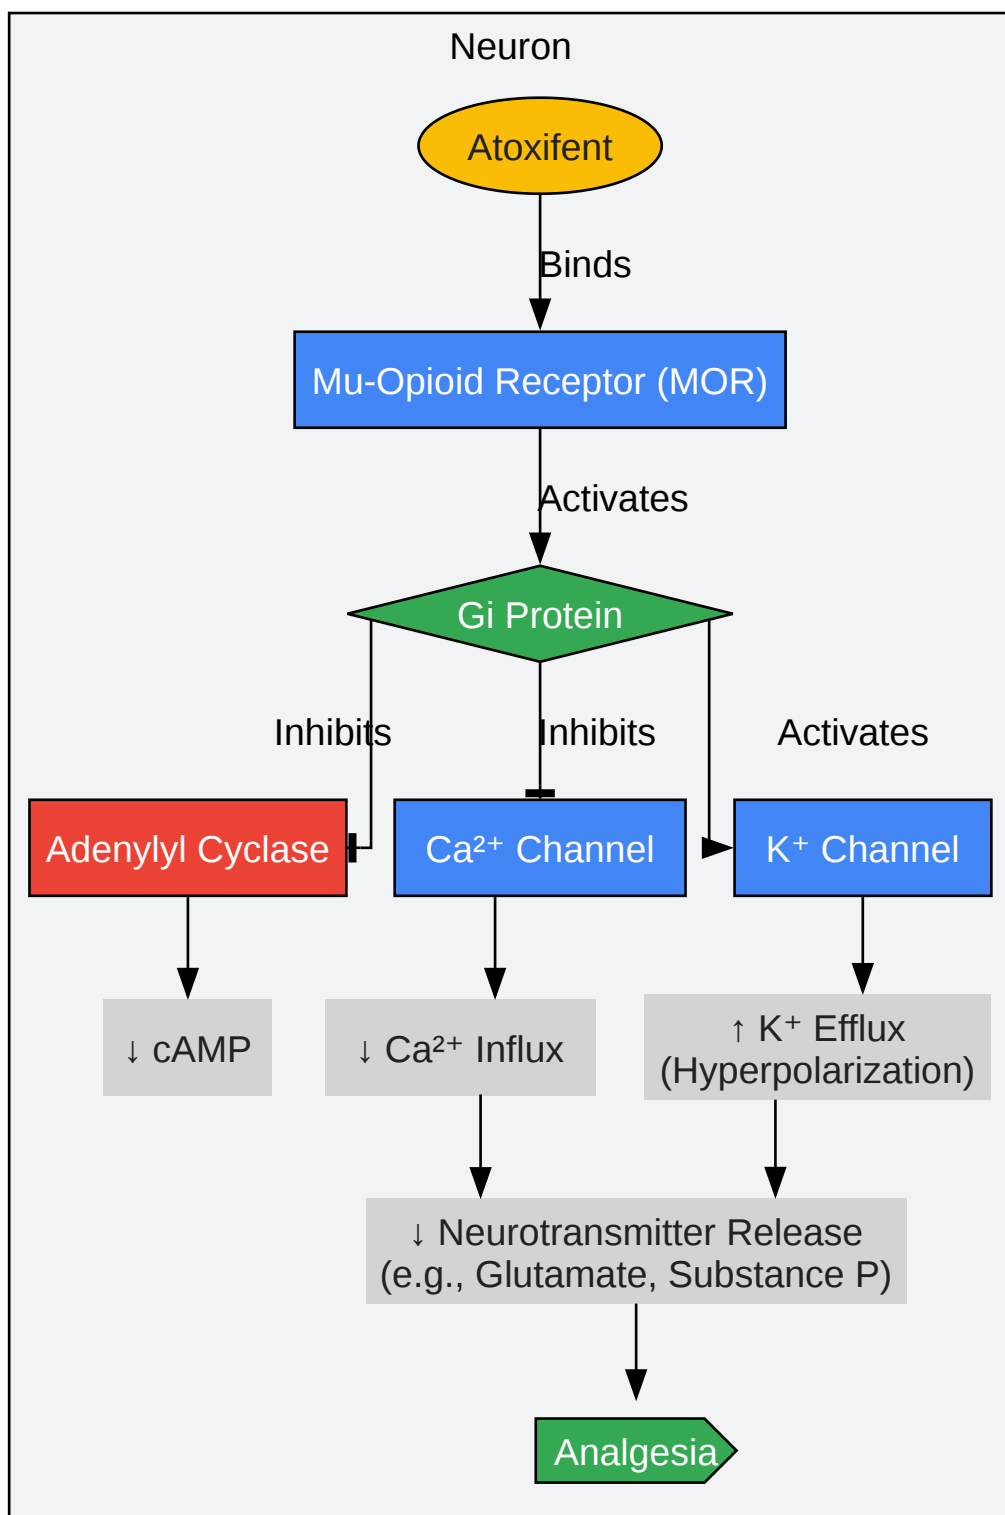 Neuron
Atoxifent
Binds
Mu-Opioid Receptor (MOR)
Activates
Gi Protein
Inhibits
Inhibits
Activates
Adenylyl Cyclase
Ca²⁺ Channel
K⁺ Channel
↓ cAMP
↓ Ca²⁺ Influx
↑ K⁺ Efflux
(Hyperpolarization)
↓ Neurotransmitter Release
(e.g., Glutamate, Substance P)
Analgesia